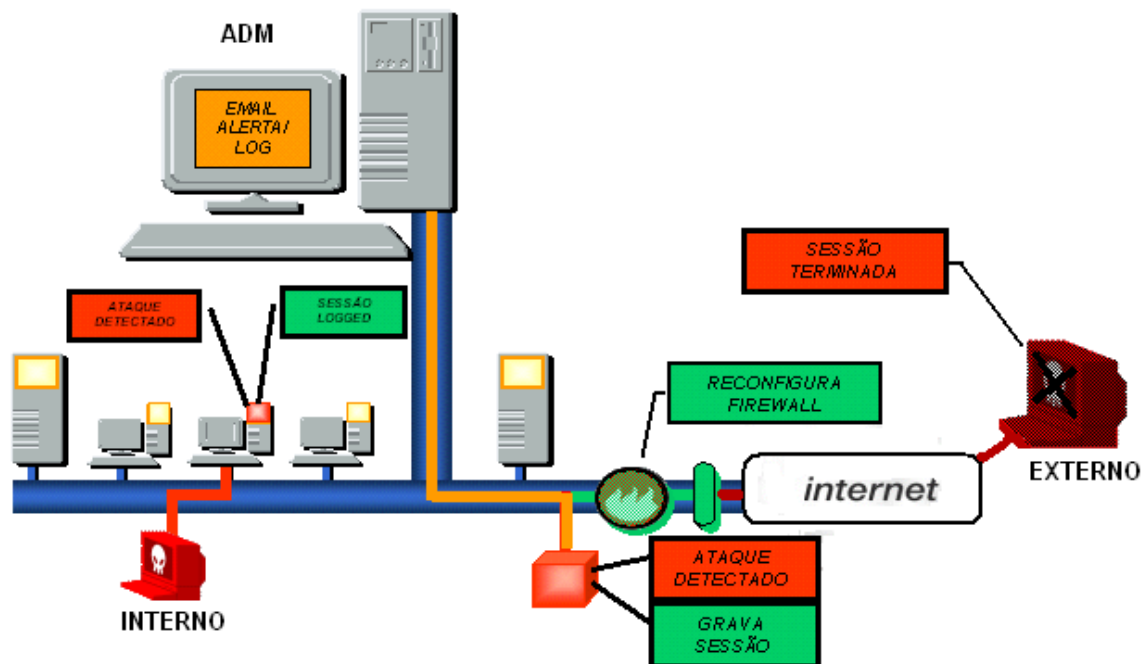 ADM
EMAIL
ALERTA/
LOG
SESSÃO
TERMINADA
ATAQUE
DETECTADO
SESSÃO
LOGGED
RECONFIGURA
FIREWALL
EXTERNO
internet
ATAQUE
DETECTADO
INTERNO
GRAVA
SESSÃO